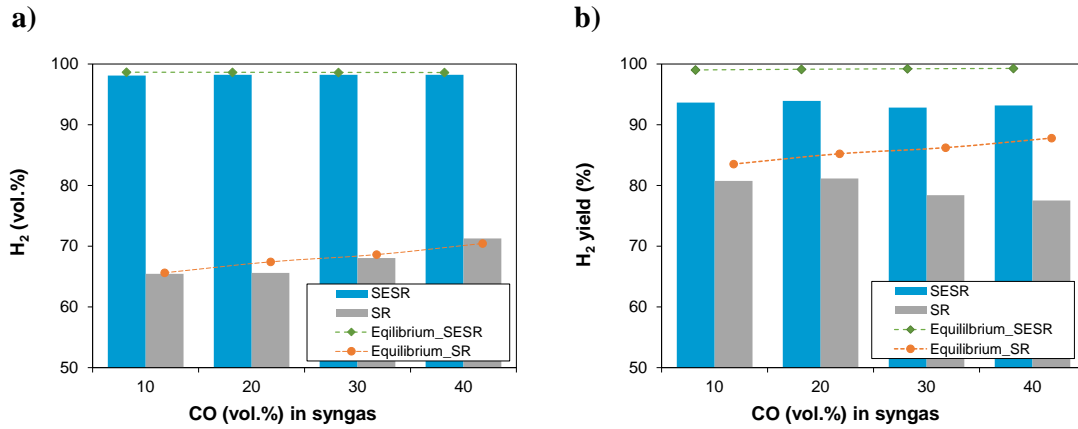 a)
100
90
80
70
60
50
H2 (vol.%)
SESR
SR
Eqilibrium_SESR
Equilibrium_SR
10 20 30 40
CO (vol.%) in syngas
b)
100
90
80
70
60
50
H2 yield (%)
SESR
SR
Equililbrium_SESR
Equilibrium_SR
10 20 30 40
CO (vol.%) in syngas